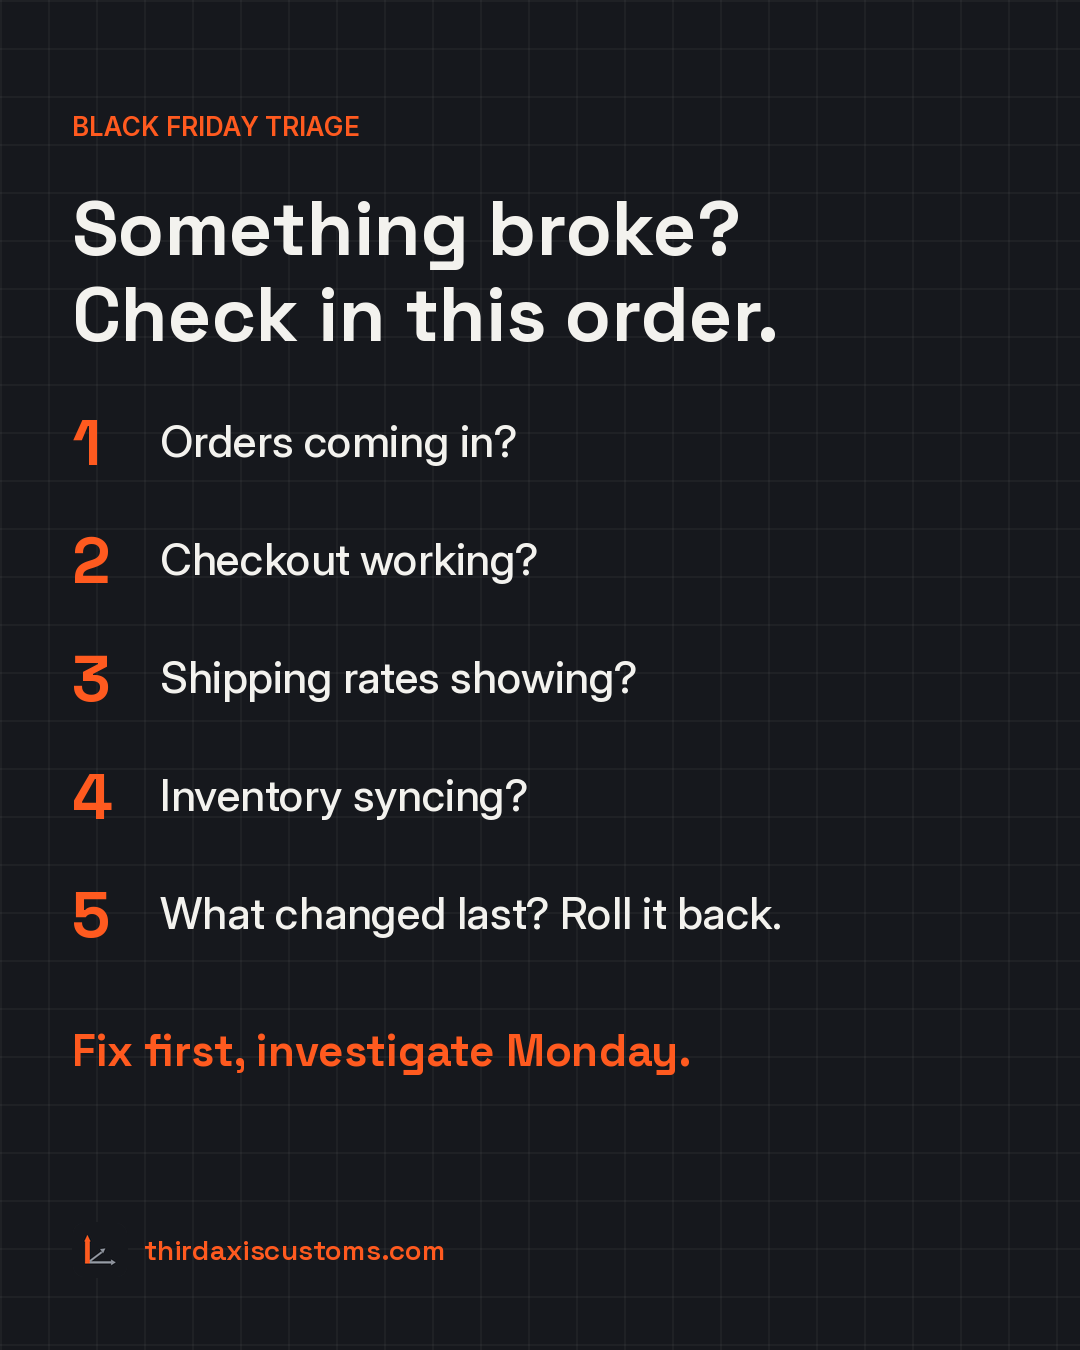 BLACK FRIDAY TRIAGE
Something broke?
Check in this order.
1 Orders coming in?
2 Checkout working?
3 Shipping rates showing?
4 Inventory syncing?
5 What changed last? Roll it back.
Fix first, investigate Monday.
thirdaxiscustoms.com